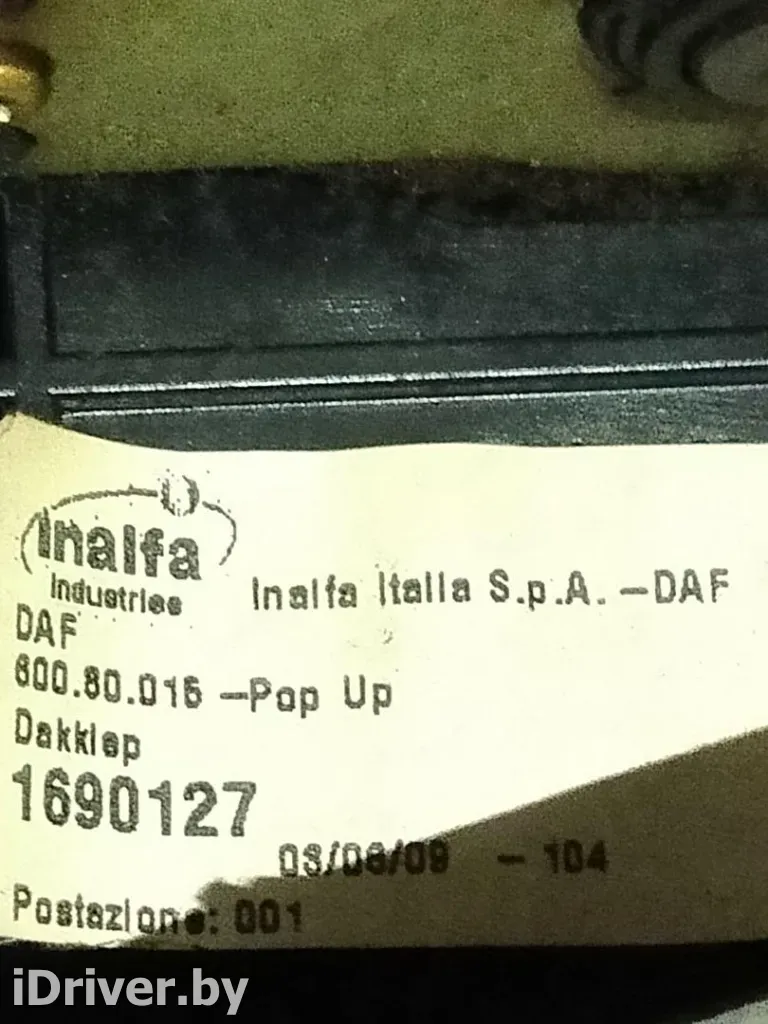 Inalfa
Industries
Inalfa Italia S.p.A. –DAF
DAF
600.80.015 –Pop Up
Dakklep
1690127
03/06/09 – 104
Postazione: 001
iDriver.by